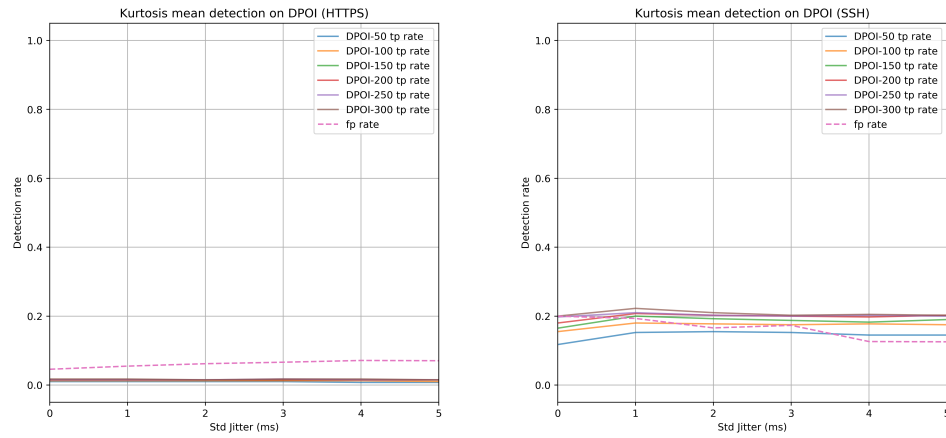 Kurtosis mean detection on DPOI (HTTPS)
1.0
0.8
0.6
0.4
0.2
0.0
Detection rate
0 1 2 3 4 5
Std Jitter (ms)
DPOI-50 tp rate
DPOI-100 tp rate
DPOI-150 tp rate
DPOI-200 tp rate
DPOI-250 tp rate
DPOI-300 tp rate
fp rate
Kurtosis mean detection on DPOI (SSH)
1.0
0.8
0.6
0.4
0.2
0.0
Detection rate
0 1 2 3 4 5
Std Jitter (ms)
DPOI-50 tp rate
DPOI-100 tp rate
DPOI-150 tp rate
DPOI-200 tp rate
DPOI-250 tp rate
DPOI-300 tp rate
fp rate